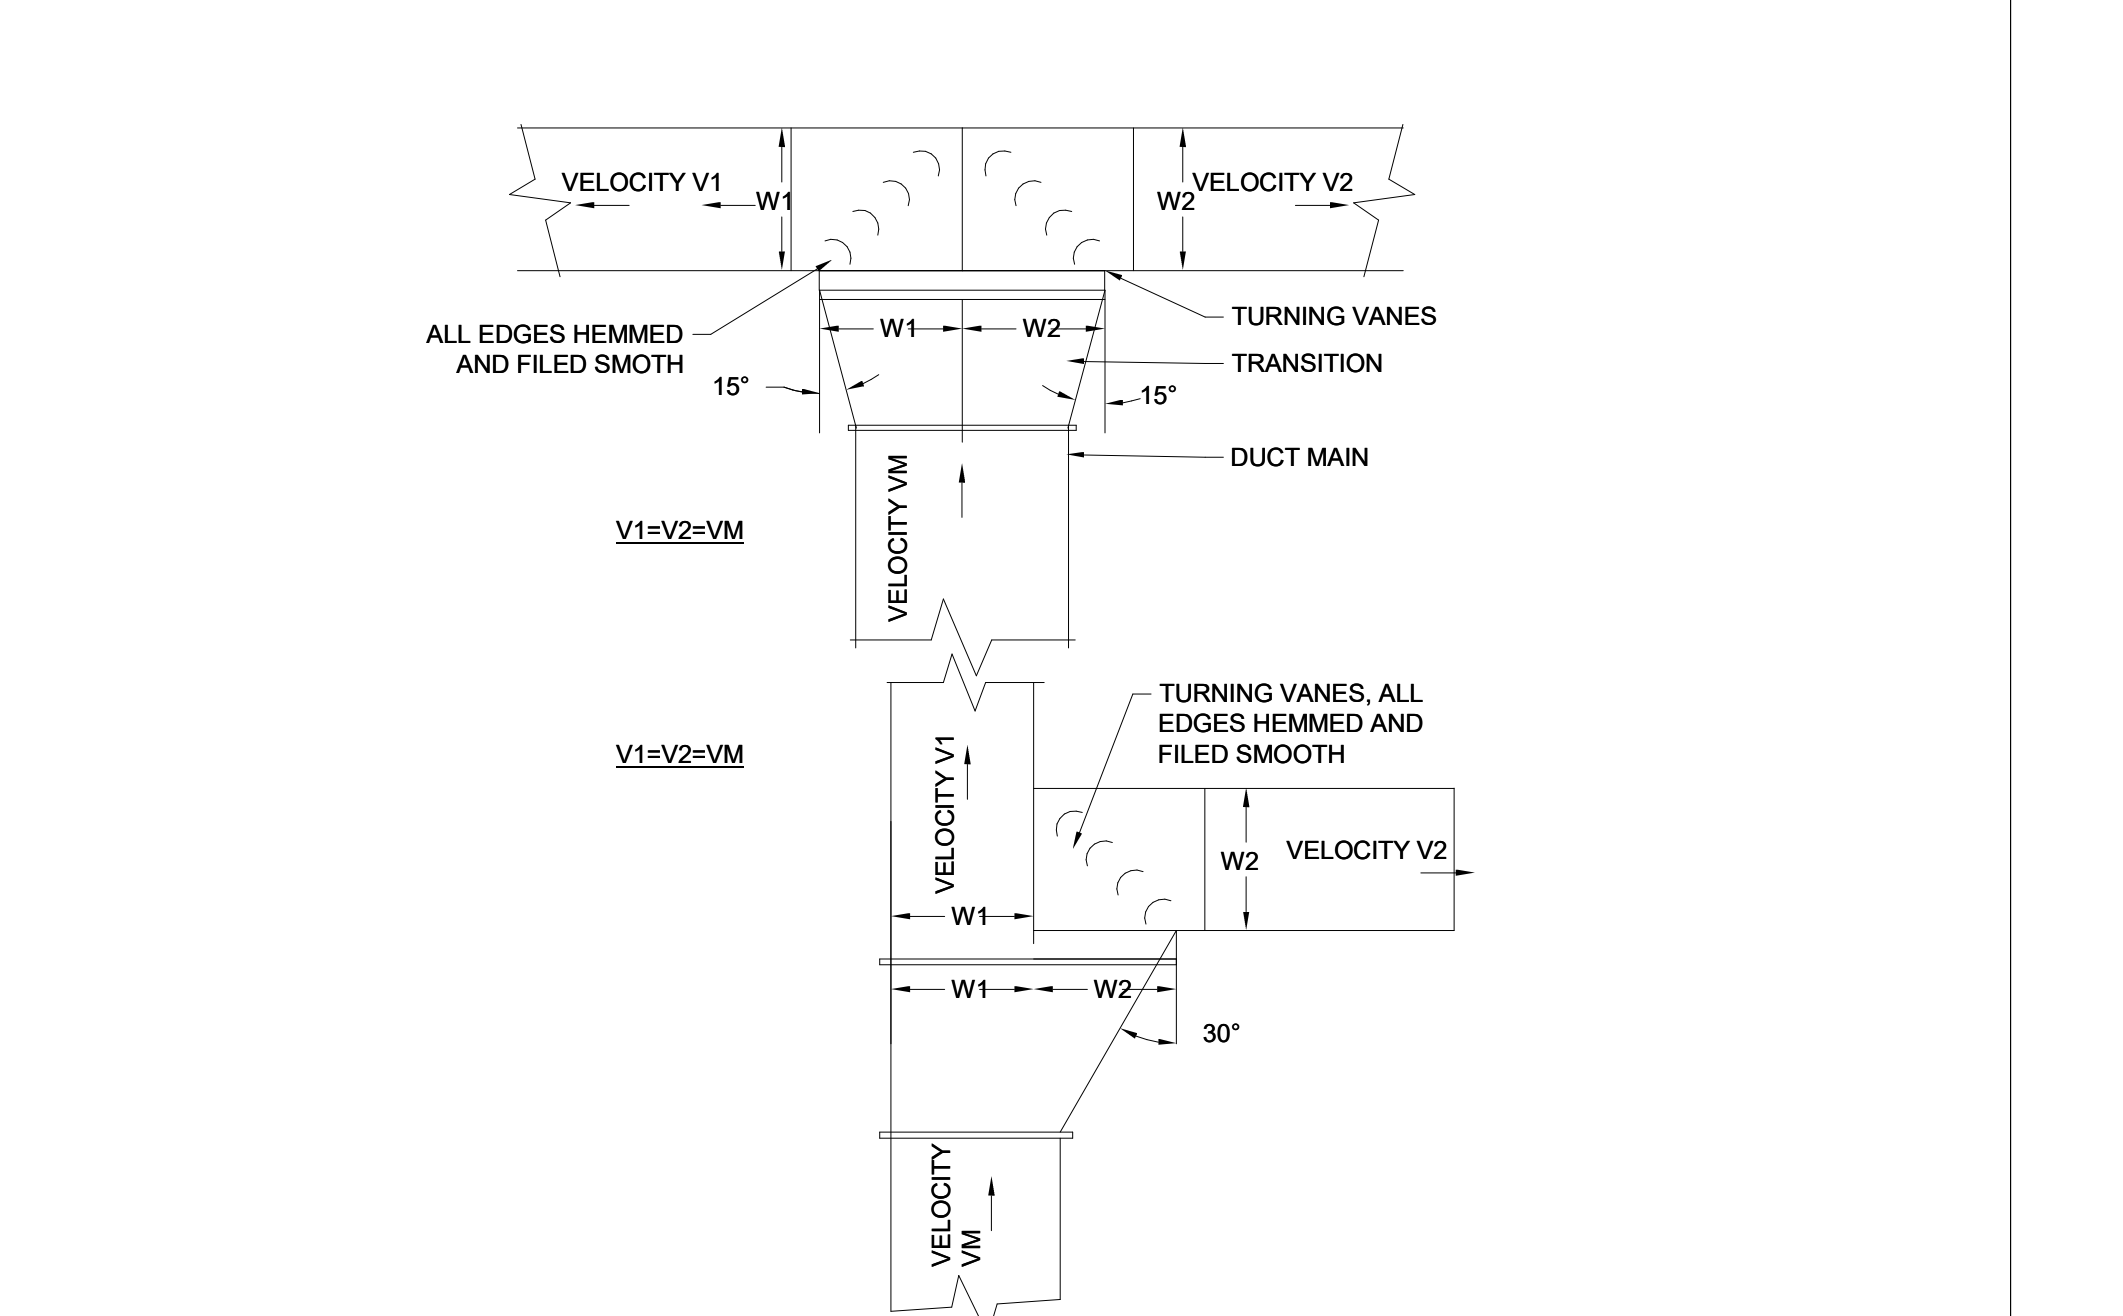 VELOCITY V1
W1
W2
VELOCITY V2
ALL EDGES HEMMED
AND FILED SMOTH
W1
W2
TURNING VANES
TRANSITION
15°
15°
DUCT MAIN
VELOCITY VM
V1=V2=VM
TURNING VANES, ALL
EDGES HEMMED AND
FILED SMOOTH
V1=V2=VM
VELOCITY V1
W2
VELOCITY V2
W1
W1
W2
30°
VELOCITY
VM